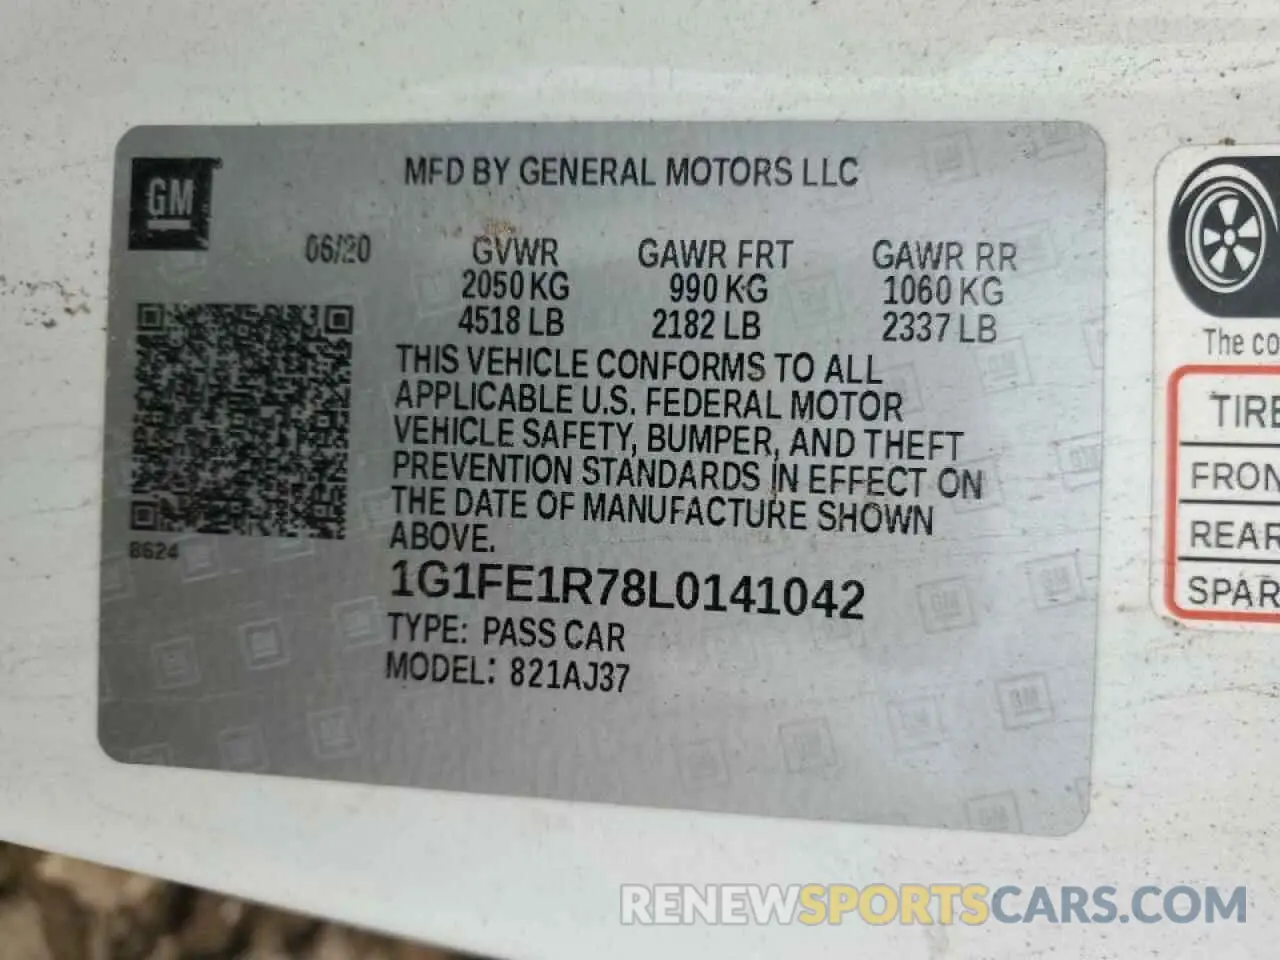 GM
MFD BY GENERAL MOTORS LLC
06/20
GVWR
2050 KG
4518 LB
GAWR FRT
990 KG
2182 LB
GAWR RR
1060 KG
2337 LB
THIS VEHICLE CONFORMS TO ALL
APPLICABLE U.S. FEDERAL MOTOR
VEHICLE SAFETY, BUMPER, AND THEFT
PREVENTION STANDARDS IN EFFECT ON
THE DATE OF MANUFACTURE SHOWN
ABOVE.
8624
1G1FE1R78L0141042
TYPE: PASS CAR
MODEL: 821AJ37
The co
TIRE
FRON
REAR
SPAR
RENEWSPORTSCARS.COM